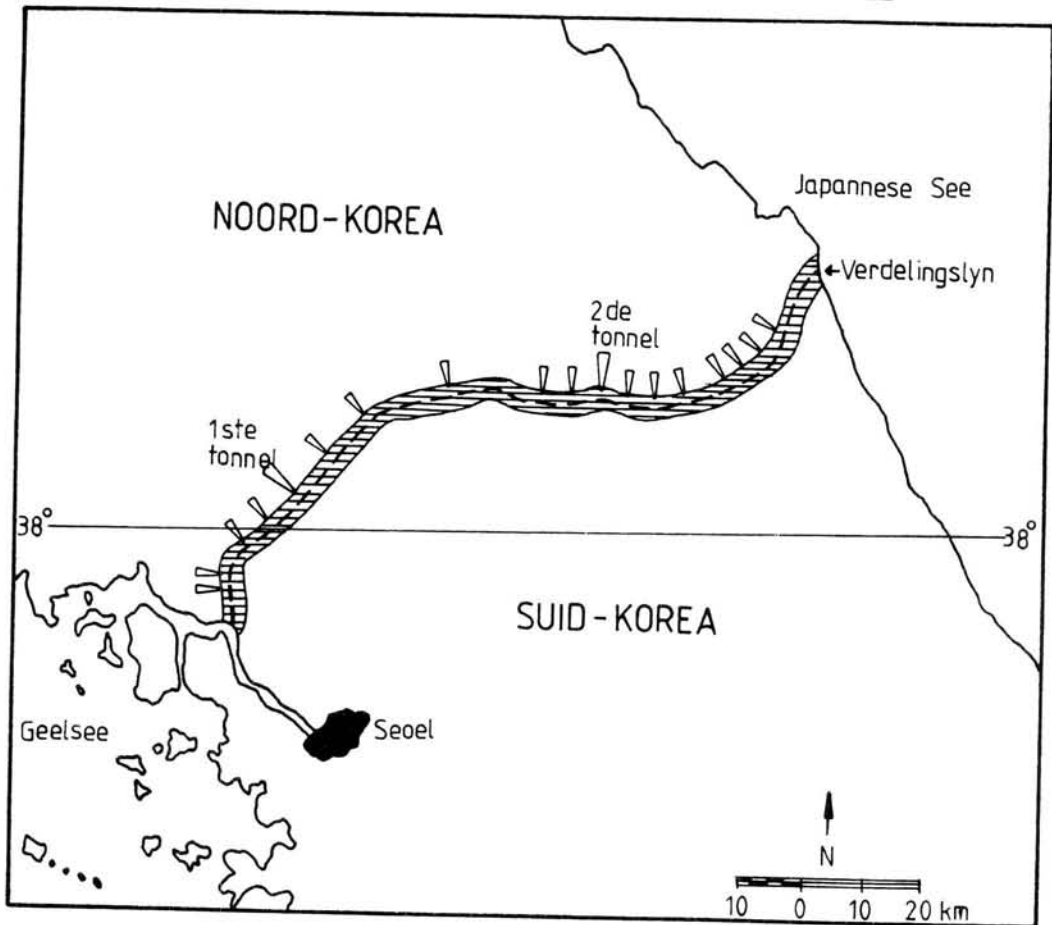 Japannese See
NOORD-KOREA
←Verdelingslyn
2de
tonnel
1ste
tonnel
38°
38°
SUID-KOREA
Geelsee
Seoel
N
10 0 10 20 km